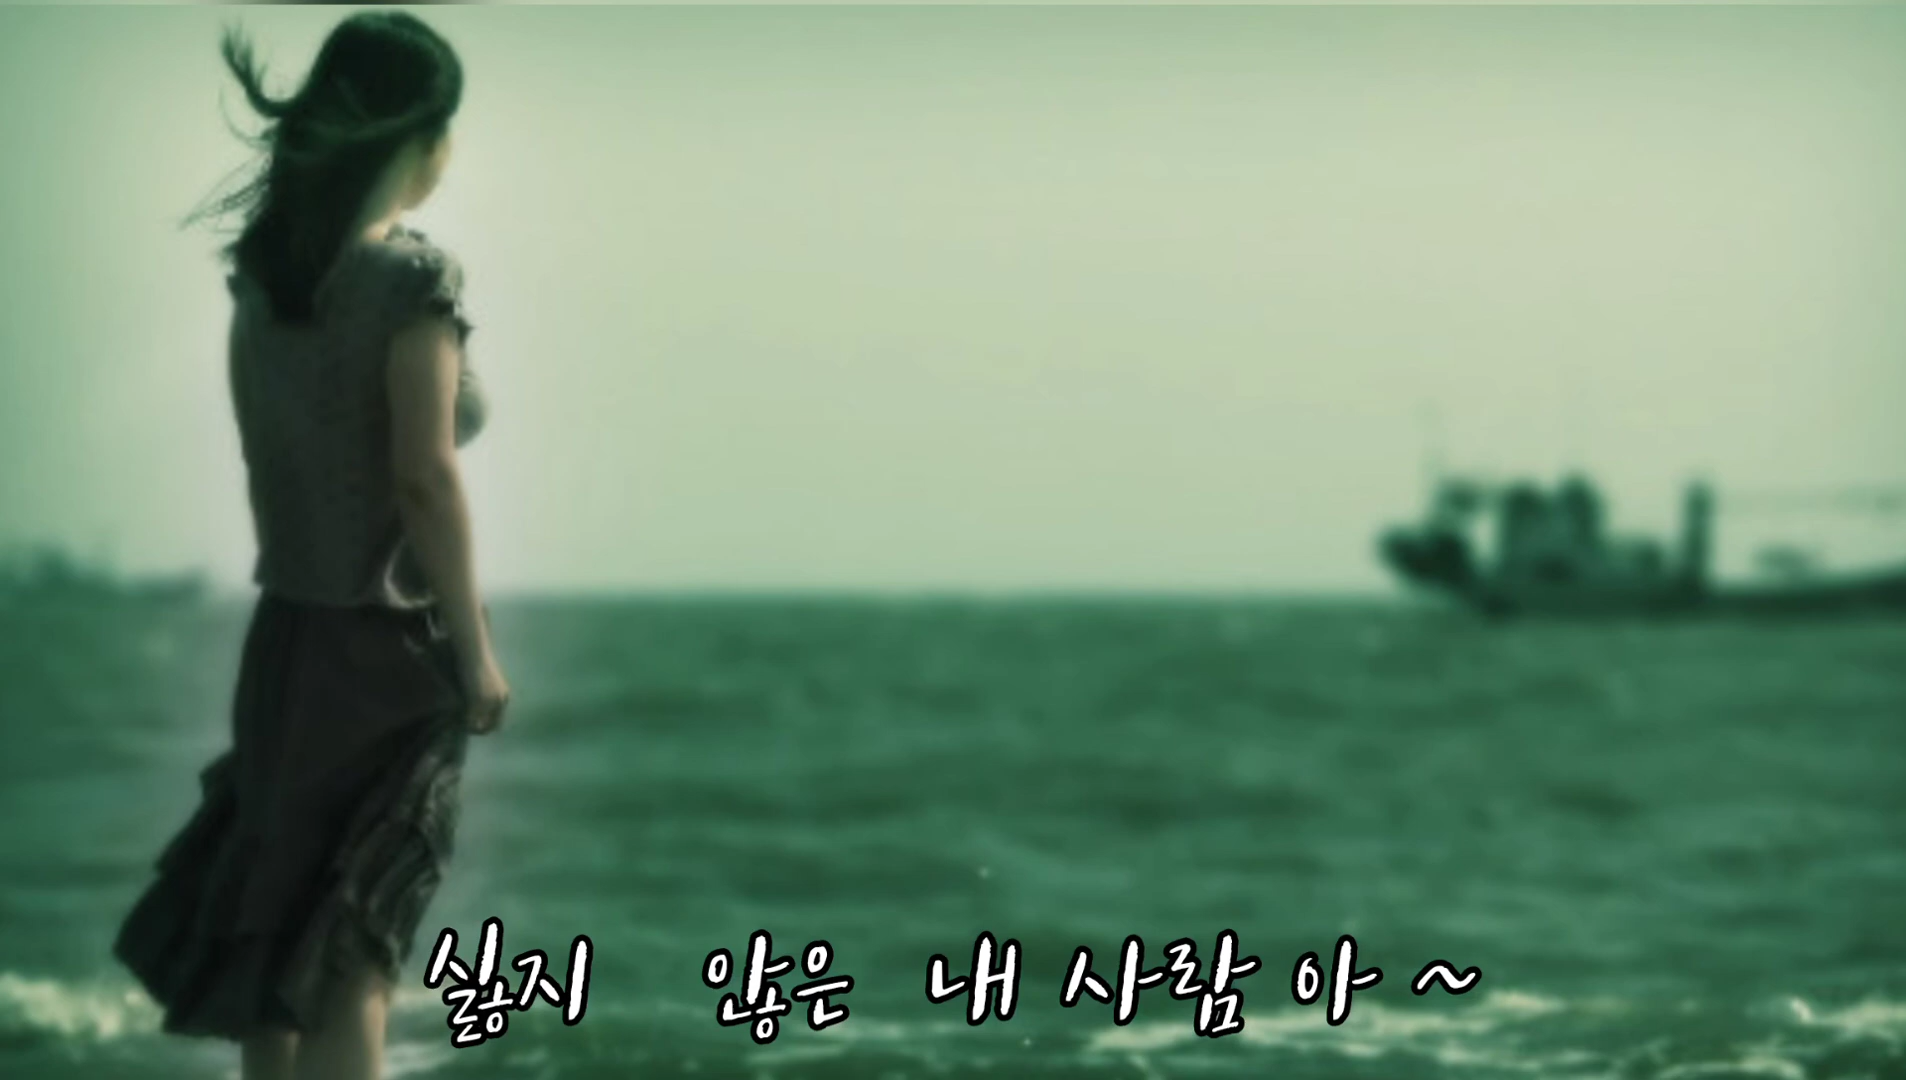 싫지 않은 내 사람 아 ~